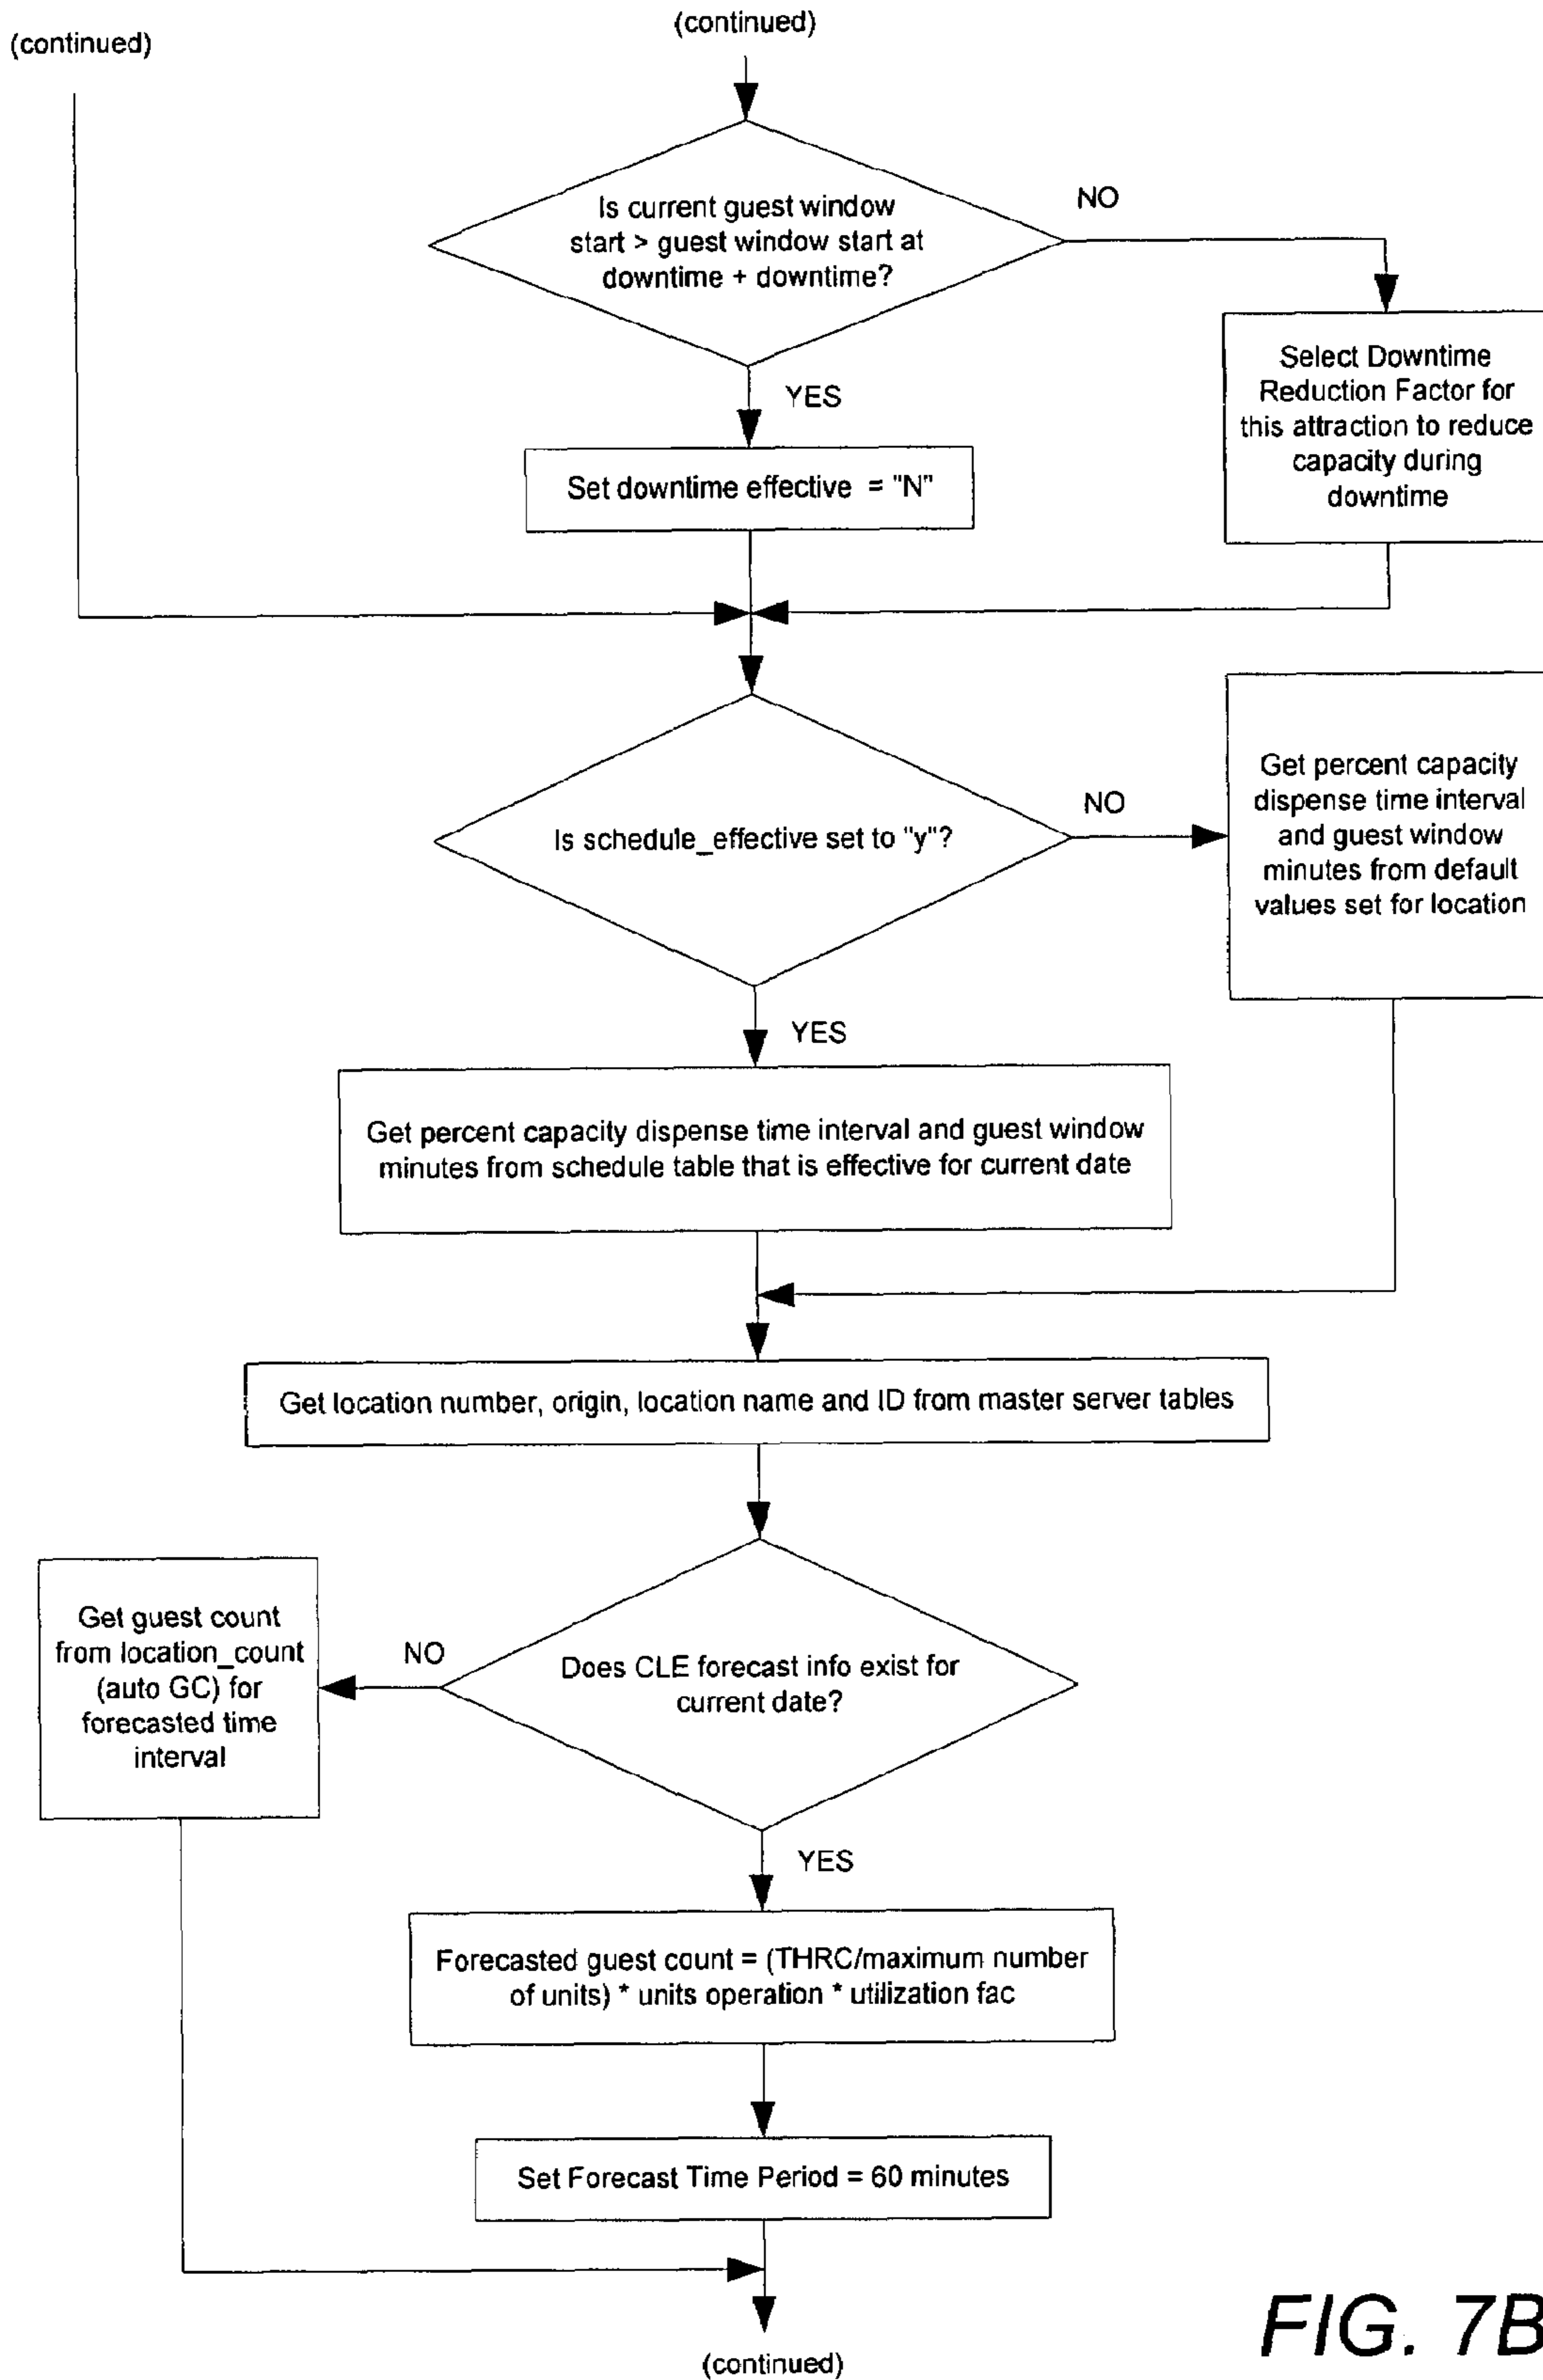 (continued)
(continued)
Is current guest window
start > guest window start at
downtime + downtime?
NO
YES
Select Downtime
Reduction Factor for
this attraction to reduce
capacity during
downtime
Set downtime effective = "N"
Is schedule_effective set to "y"?
NO
Get percent capacity
dispense time interval
and guest window
minutes from default
values set for location
YES
Get percent capacity dispense time interval and guest window
minutes from schedule table that is effective for current date
Get location number, origin, location name and ID from master server tables
Does CLE forecast info exist for
current date?
NO
Get guest count
from location_count
(auto GC) for
forecasted time
interval
YES
Forecasted guest count = (THRC/maximum number
of units) * units operation * utilization fac
Set Forecast Time Period = 60 minutes
(continued)
FIG. 7B